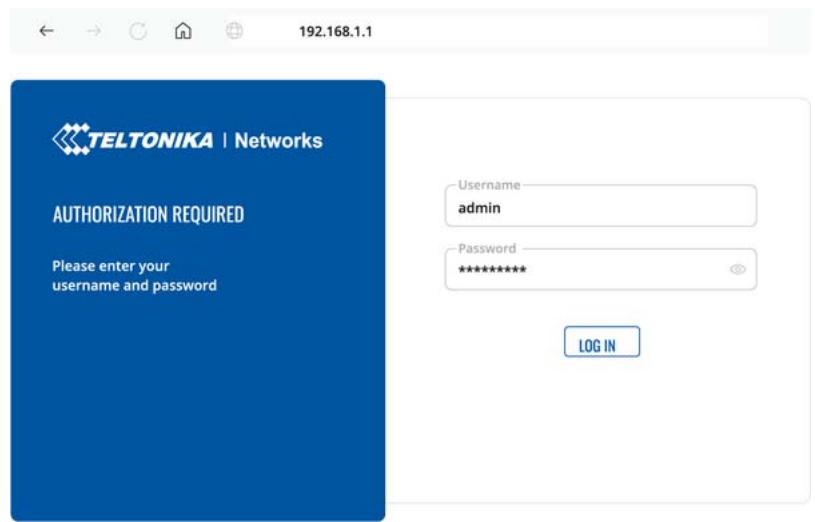 192.168.1.1
TELTONIKA | Networks
AUTHORIZATION REQUIRED
Please enter your
username and password
Username
admin
Password
*********
LOG IN